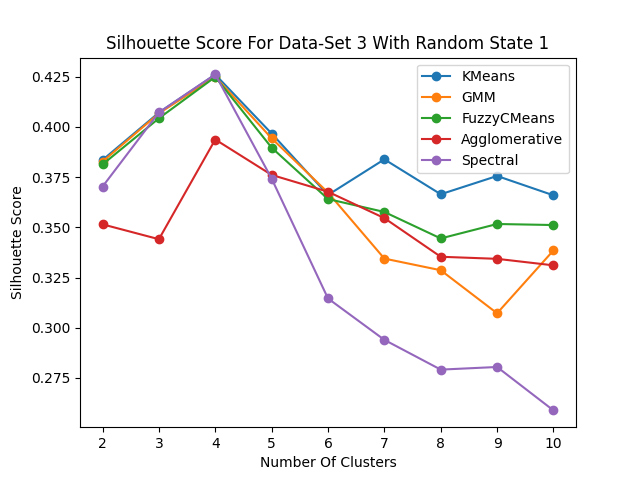 Silhouette Score For Data-Set 3 With Random State 1
KMeans
GMM
FuzzyCMeans
Agglomerative
Spectral
Silhouette Score
0.425
0.400
0.375
0.350
0.325
0.300
0.275
2 3 4 5 6 7 8 9 10
Number Of Clusters